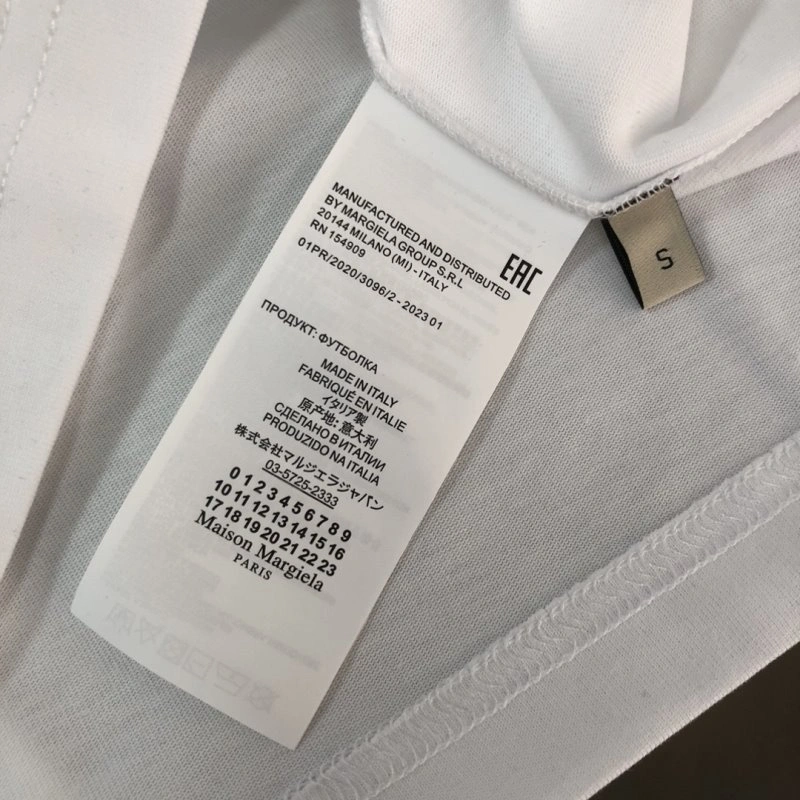 MANUFACTURED AND DISTRIBUTED
BY MARGIELA GROUP S.R.L
20144 MILANO (MI) - ITALY
RN 154909
EAC
01PR/2020/3096/2 - 2023 01
ПРОДУКТ: ФУТБОЛКА
MADE IN ITALY
FABRIQUÉ EN ITALIE
イタリア製
原产地: 意大利
СДЕЛАНО В ИТАЛИИ
PRODUZIDO NA ITALIA
株式会社マルジエラジャパン
03-5725-2333
0 1 2 3 4 5 6 7 8 9
10 11 12 13 14 15 16
17 18 19 20 21 22 23
Maison Margiela
PARIS
S